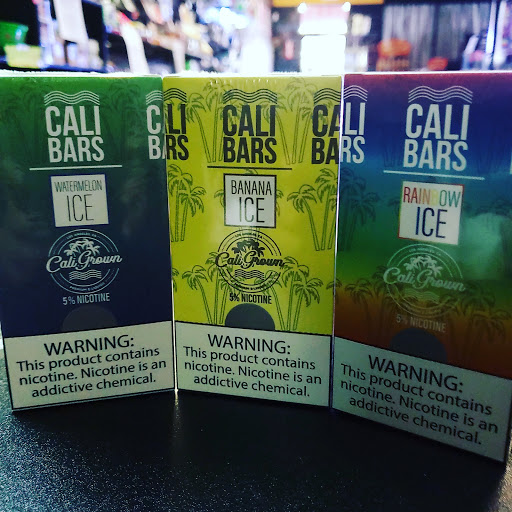 CALI
BARS
WATERMELON
ICE
Cali Grown
5% NICOTINE
WARNING:
This product contains
nicotine. Nicotine is an
addictive chemical.
CALI
BARS
CALI
BARS
BANANA
ICE
Cali Grown
5% NICOTINE
WARNING:
This product contains
nicotine. Nicotine is an
addictive chemical.
CALI
BARS
RAINBOW
ICE
Cali Grown
5% NICOTINE
WARNING:
This product contains
nicotine. Nicotine is an
addictive chemical.